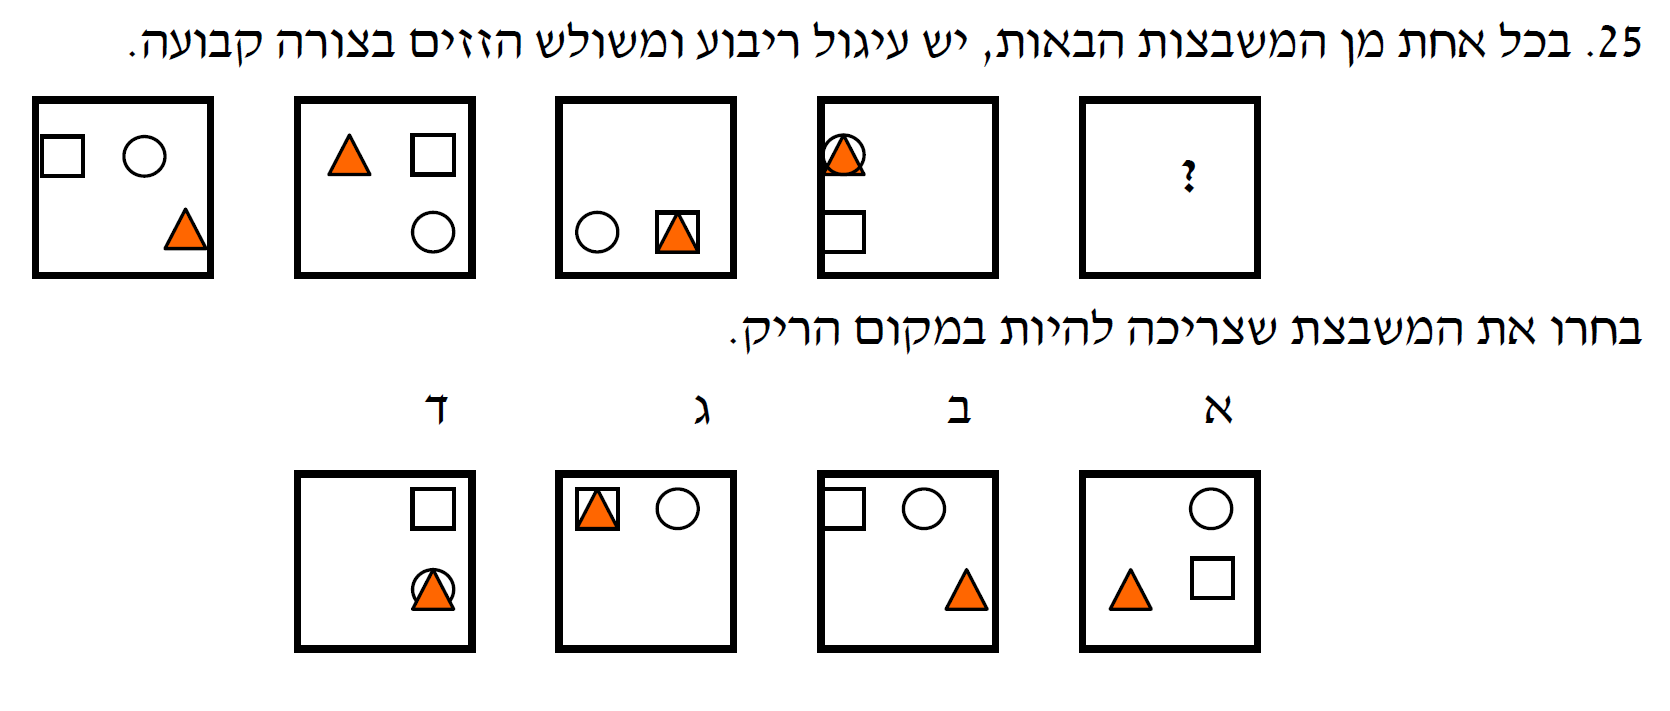 25. בכל אחת מן המשבצות הבאות, יש עיגול ריבוע ומשולש הזזים בצורה קבועה.
?
בחרו את המשבצת שצריכה להיות במקום הריק.
א ב ג ד